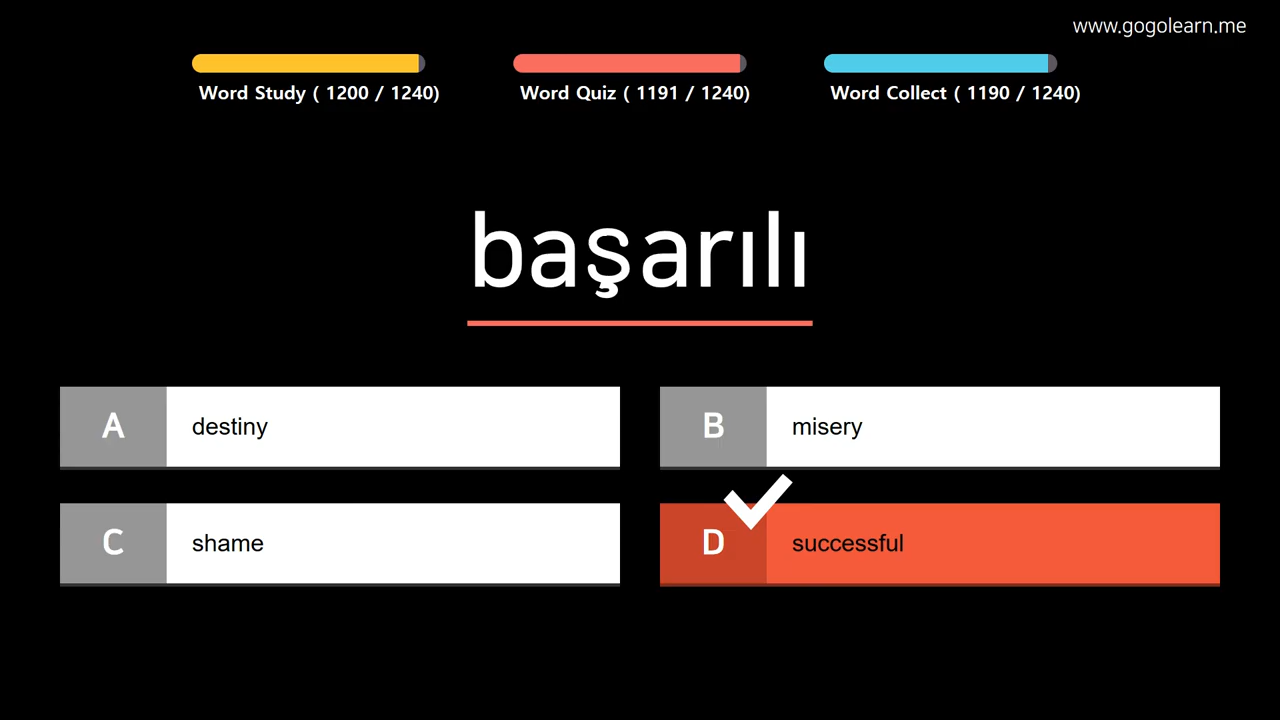 www.gogolearn.me
Word Study ( 1200 / 1240)
Word Quiz ( 1191 / 1240)
Word Collect ( 1190 / 1240)
başarılı
A destiny
B misery
C shame
D successful